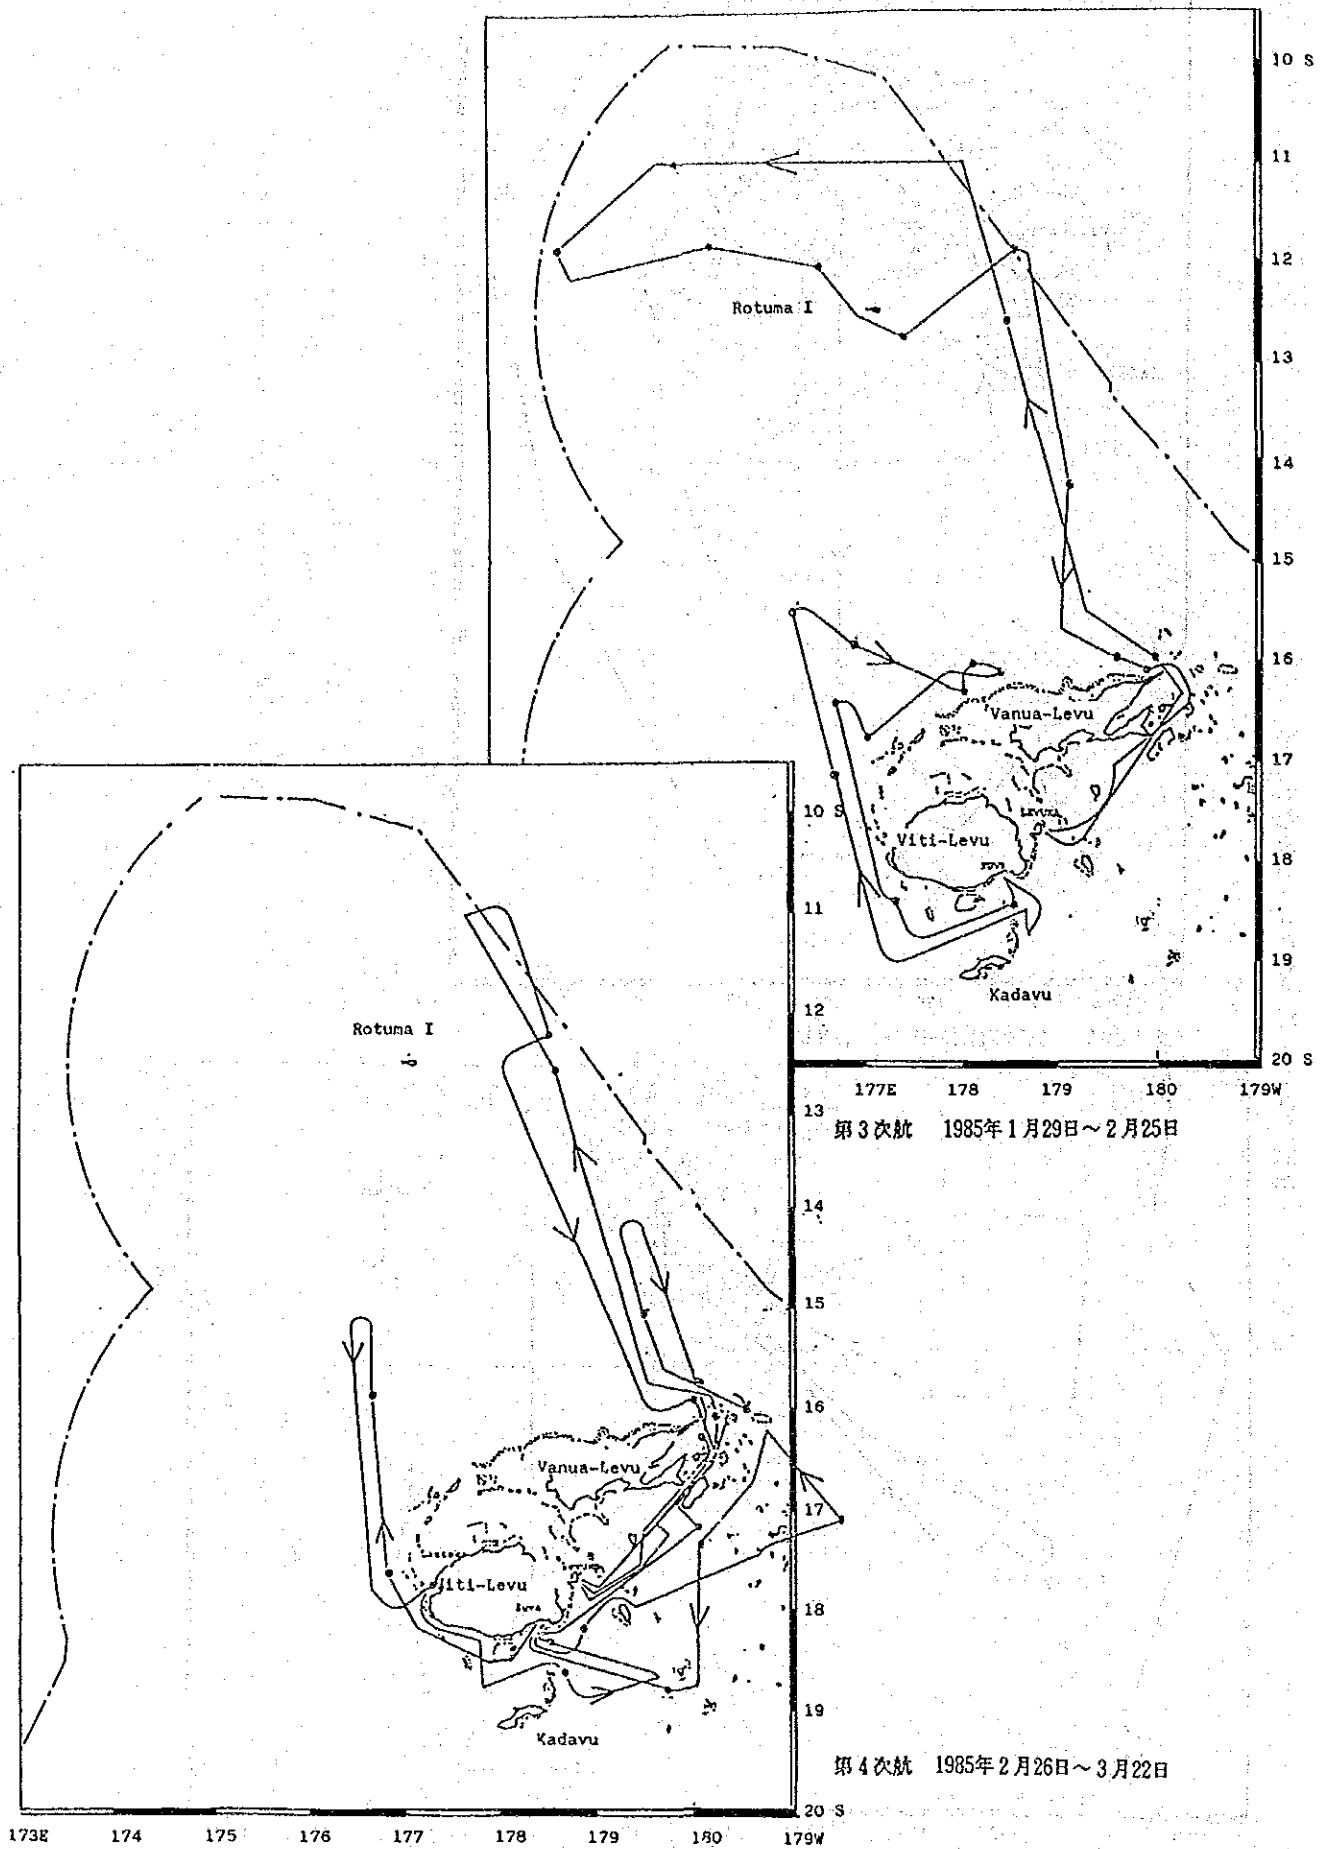 10 S
11
12
Rotuma I
13
14
15
16
Vanua-Levu
17
LEVUKA
Viti-Levu
18
SUVA
19
Kadavu
20 S
177E 178 179 180 179W
第3次航 1985年1月29日～2月25日
10 S
11
12
Rotuma I
13
14
15
16
Vanua-Levu
17
iti-Levu
18
Suva
19
Kadavu
第4次航 1985年2月26日～3月22日
20 S
173E 174 175 176 177 178 179 180 179W